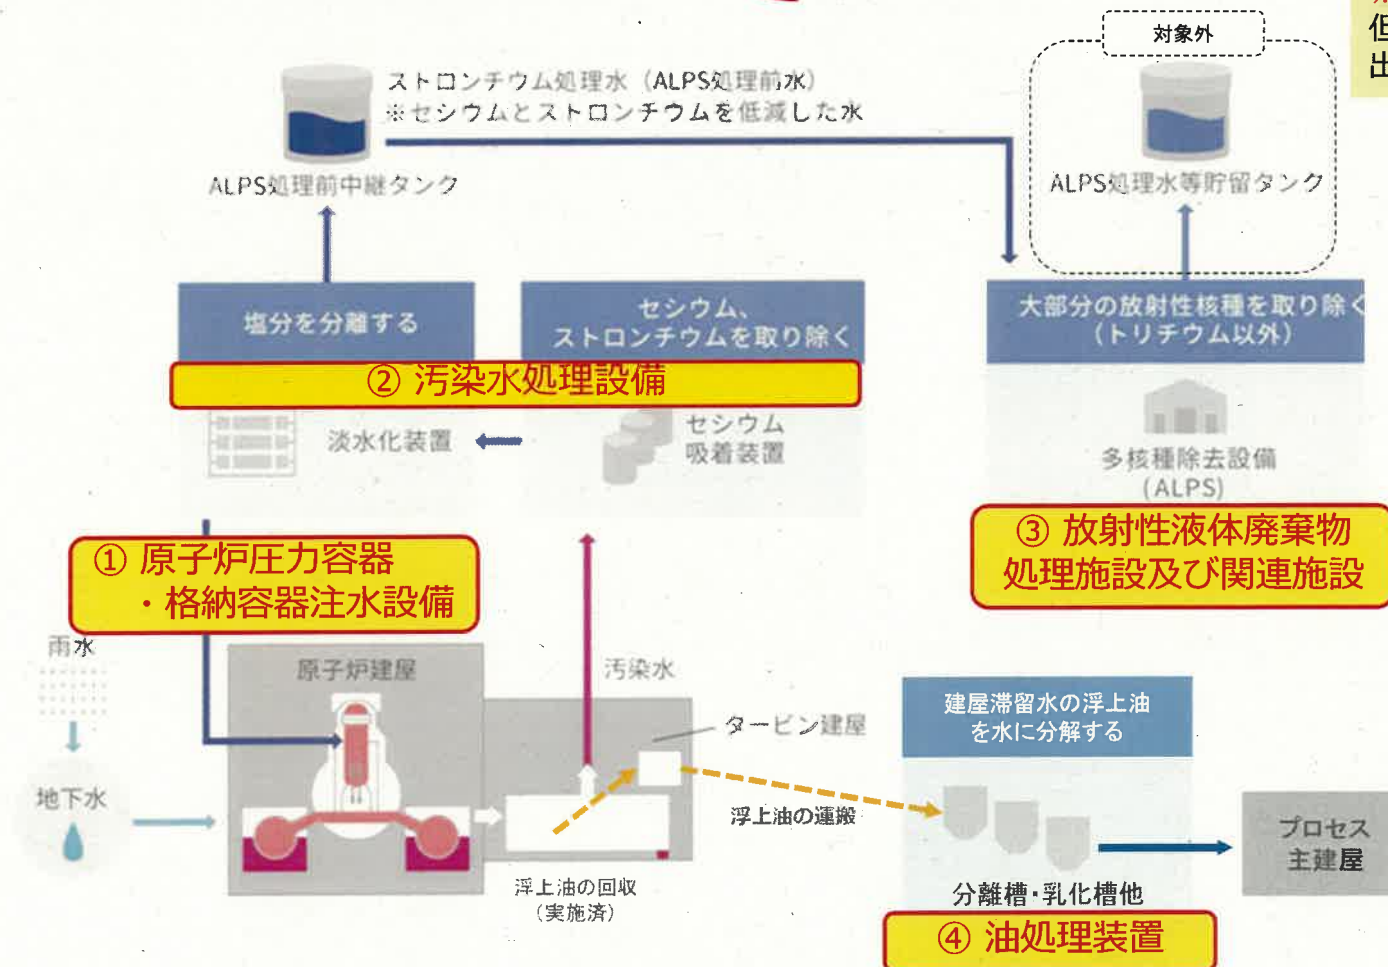 対象外
但
出
ストロンチウム処理水（ALPS処理前水）
※セシウムとストロンチウムを低減した水
ALPS処理前中継タンク
ALPS処理水等貯留タンク
塩分を分離する
セシウム、
ストロンチウムを取り除く
大部分の放射性核種を取り除く
（トリチウム以外）
② 汚染水処理設備
淡水化装置
セシウム
吸着装置
多核種除去設備
(ALPS)
③ 放射性液体廃棄物
処理施設及び関連施設
① 原子炉圧力容器
・格納容器注水設備
雨水
原子炉建屋
汚染水
タービン建屋
建屋滞留水の浮上油
を水に分解する
地下水
浮上油の運搬
プロセス
主建屋
浮上油の回収
（実施済）
分離槽・乳化槽他
④ 油処理装置